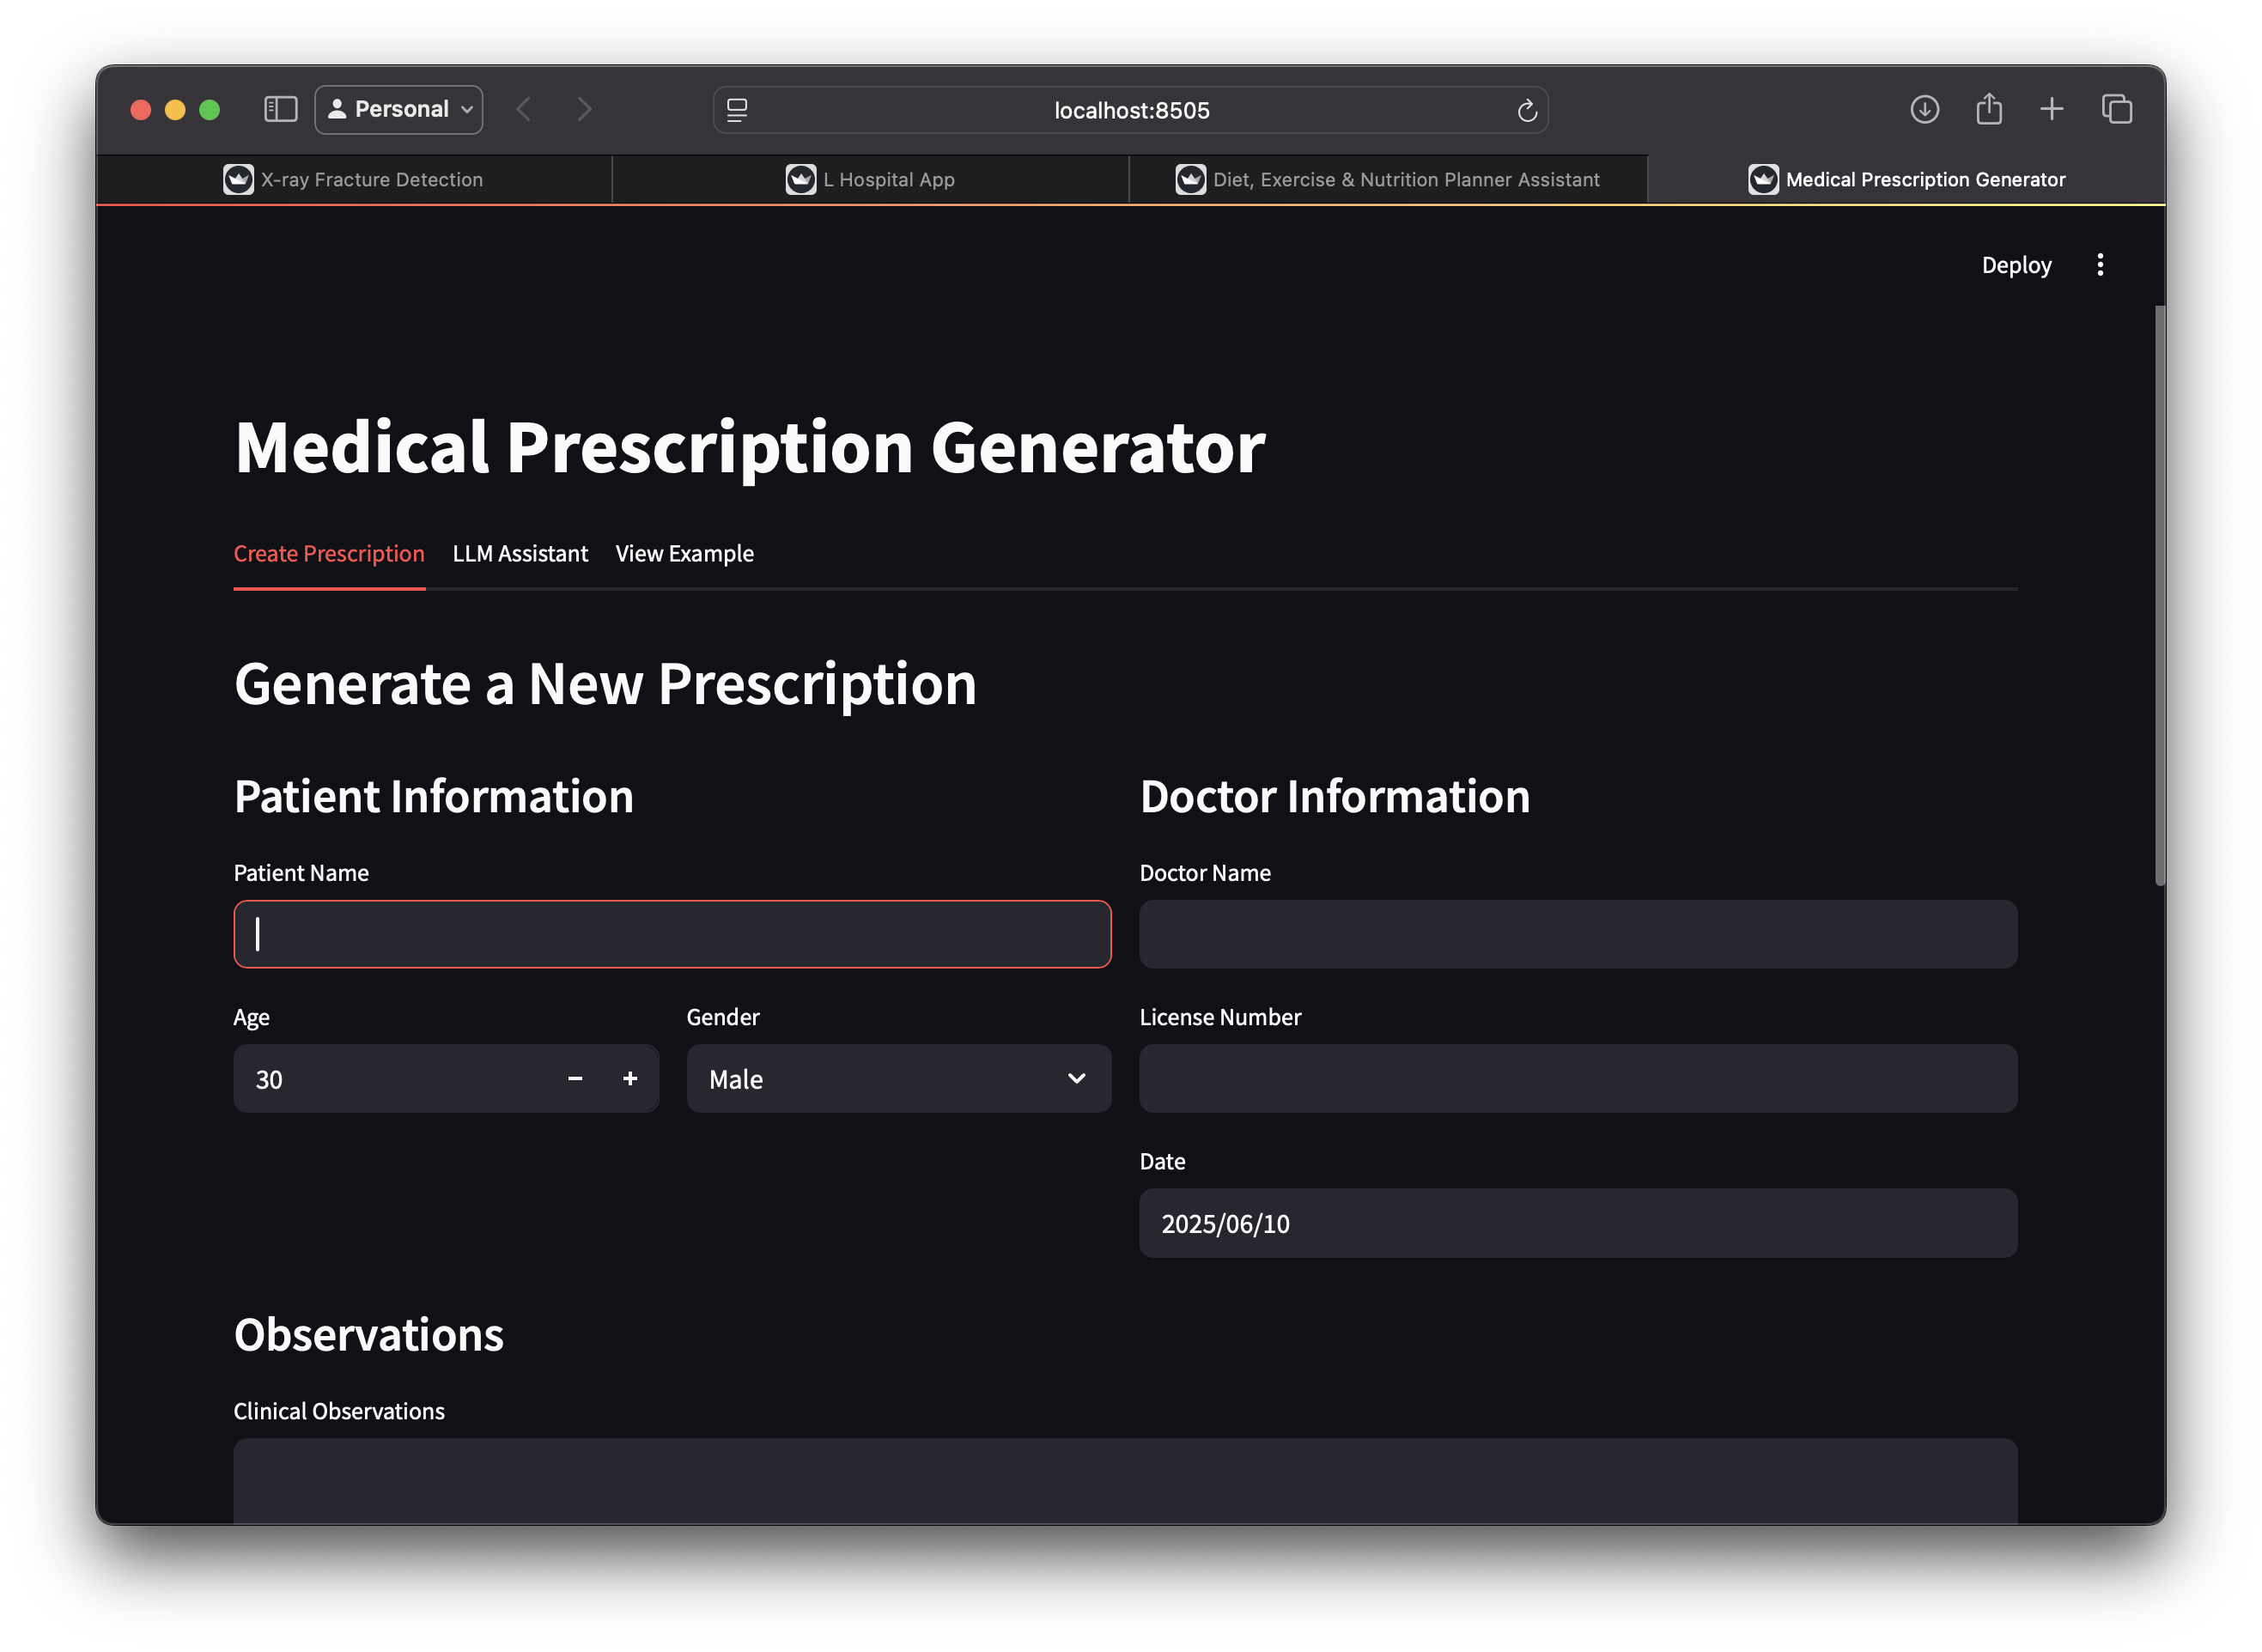 Personal
localhost:8505
X-ray Fracture Detection
L Hospital App
Diet, Exercise & Nutrition Planner Assistant
Medical Prescription Generator
Deploy
Medical Prescription Generator
Create Prescription LLM Assistant View Example
Generate a New Prescription
Patient Information
Doctor Information
Patient Name
Doctor Name
Age
Gender
License Number
30
Male
Date
2025/06/10
Observations
Clinical Observations